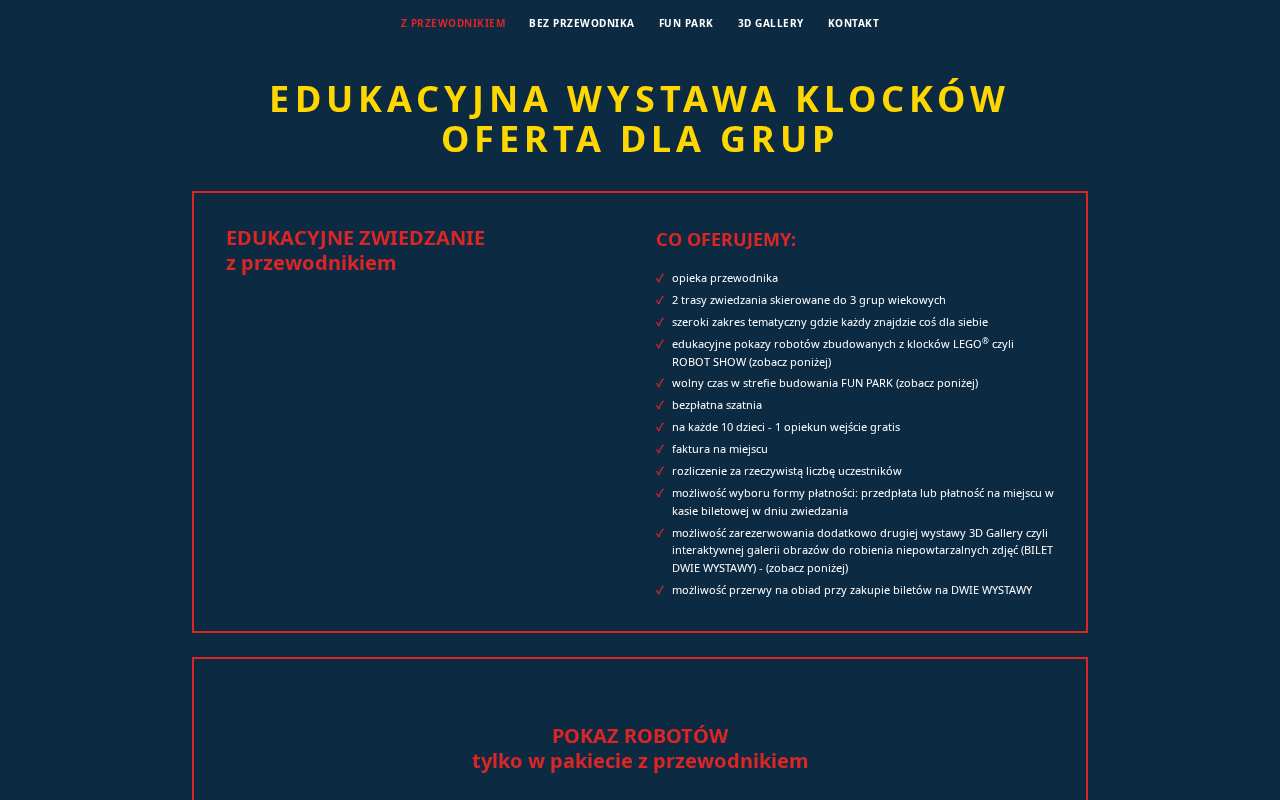 Z PRZEWODNIKIEM BEZ PRZEWODNIKA FUN PARK 3D GALLERY KONTAKT
EDUKACYJNA WYSTAWA KLOCKÓW
OFERTA DLA GRUP
EDUKACYJNE ZWIEDZANIE
z przewodnikiem
CO OFERUJEMY:
✓ opieka przewodnika
✓ 2 trasy zwiedzania skierowane do 3 grup wiekowych
✓ szeroki zakres tematyczny gdzie każdy znajdzie coś dla siebie
✓ edukacyjne pokazy robotów zbudowanych z klocków LEGO® czyli
ROBOT SHOW (zobacz poniżej)
✓ wolny czas w strefie budowania FUN PARK (zobacz poniżej)
✓ bezpłatna szatnia
✓ na każde 10 dzieci - 1 opiekun wejście gratis
✓ faktura na miejscu
✓ rozliczenie za rzeczywistą liczbę uczestników
✓ możliwość wyboru formy płatności: przedpłata lub płatność na miejscu w
kasie biletowej w dniu zwiedzania
✓ możliwość zarezerwowania dodatkowo drugiej wystawy 3D Gallery czyli
interaktywnej galerii obrazów do robienia niepowtarzalnych zdjęć (BILET
DWIE WYSTAWY) - (zobacz poniżej)
✓ możliwość przerwy na obiad przy zakupie biletów na DWIE WYSTAWY
POKAZ ROBOTÓW
tylko w pakiecie z przewodnikiem